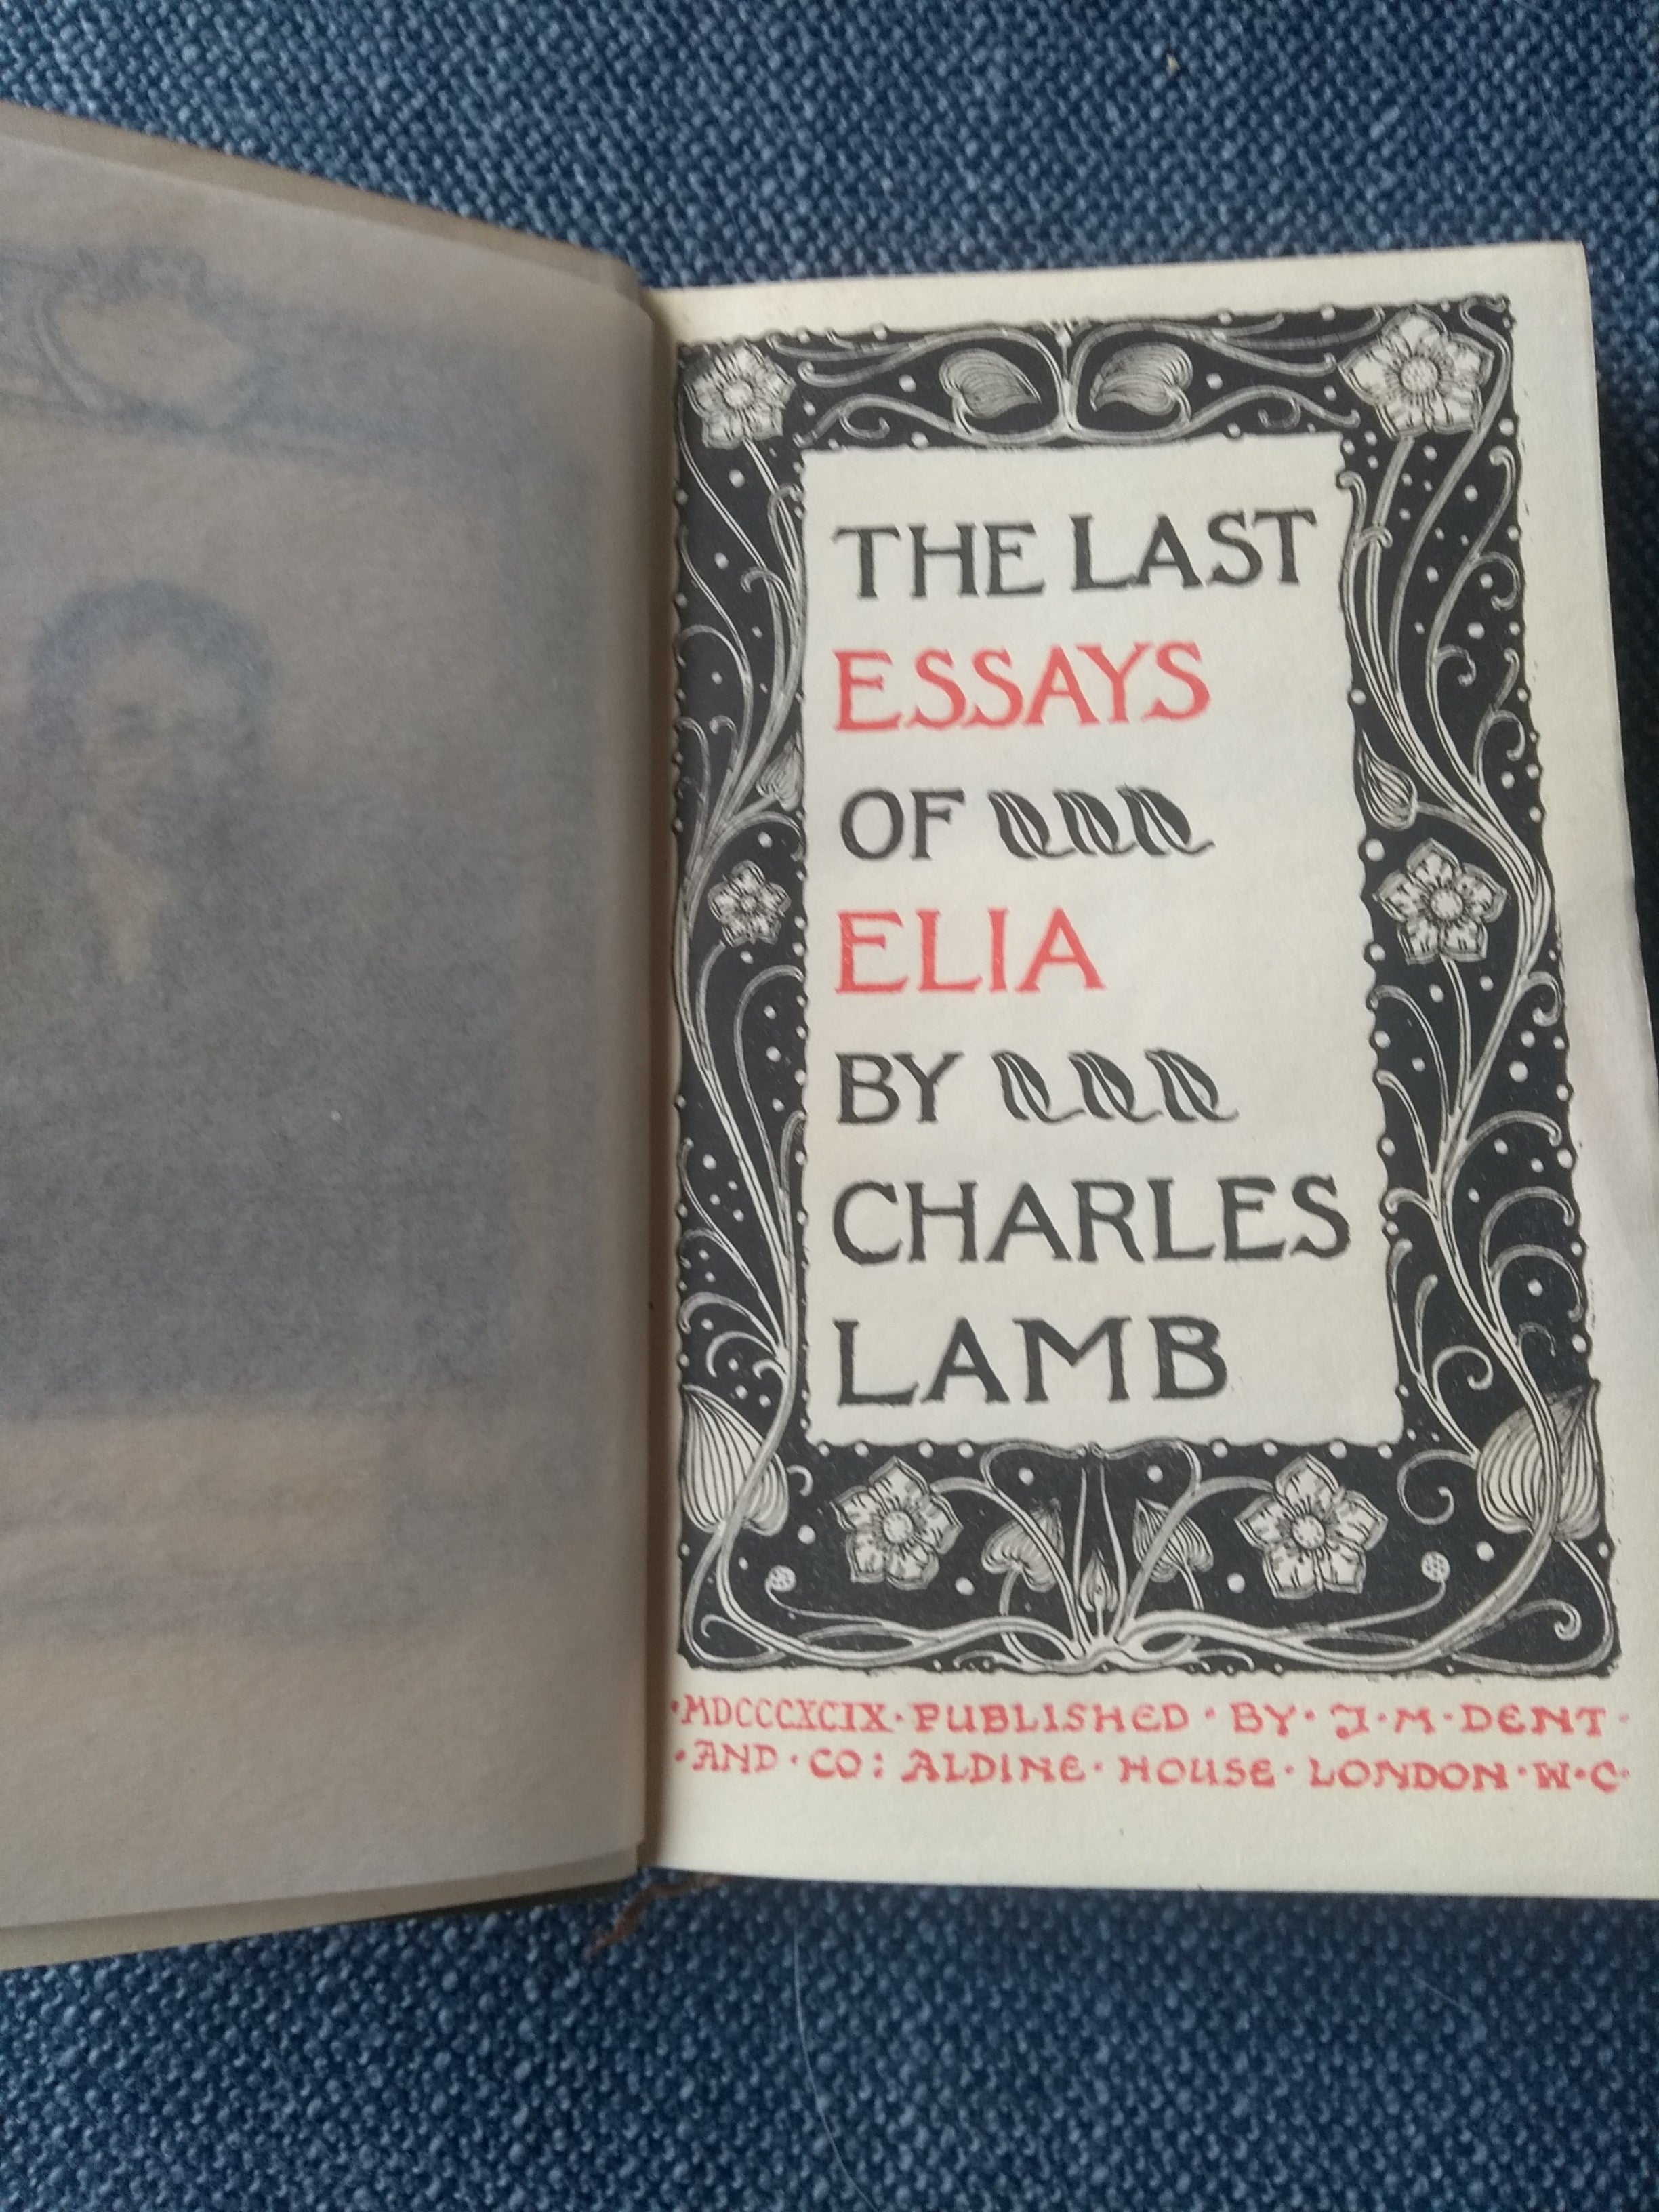 THE LAST
ESSAYS
OF
ELIA
BY
CHARLES
LAMB
·MDCCCXCIX·PUBLISHED·BY·J·M·DENT·
·AND·CO: ALDINE·HOUSE·LONDON·W·C·